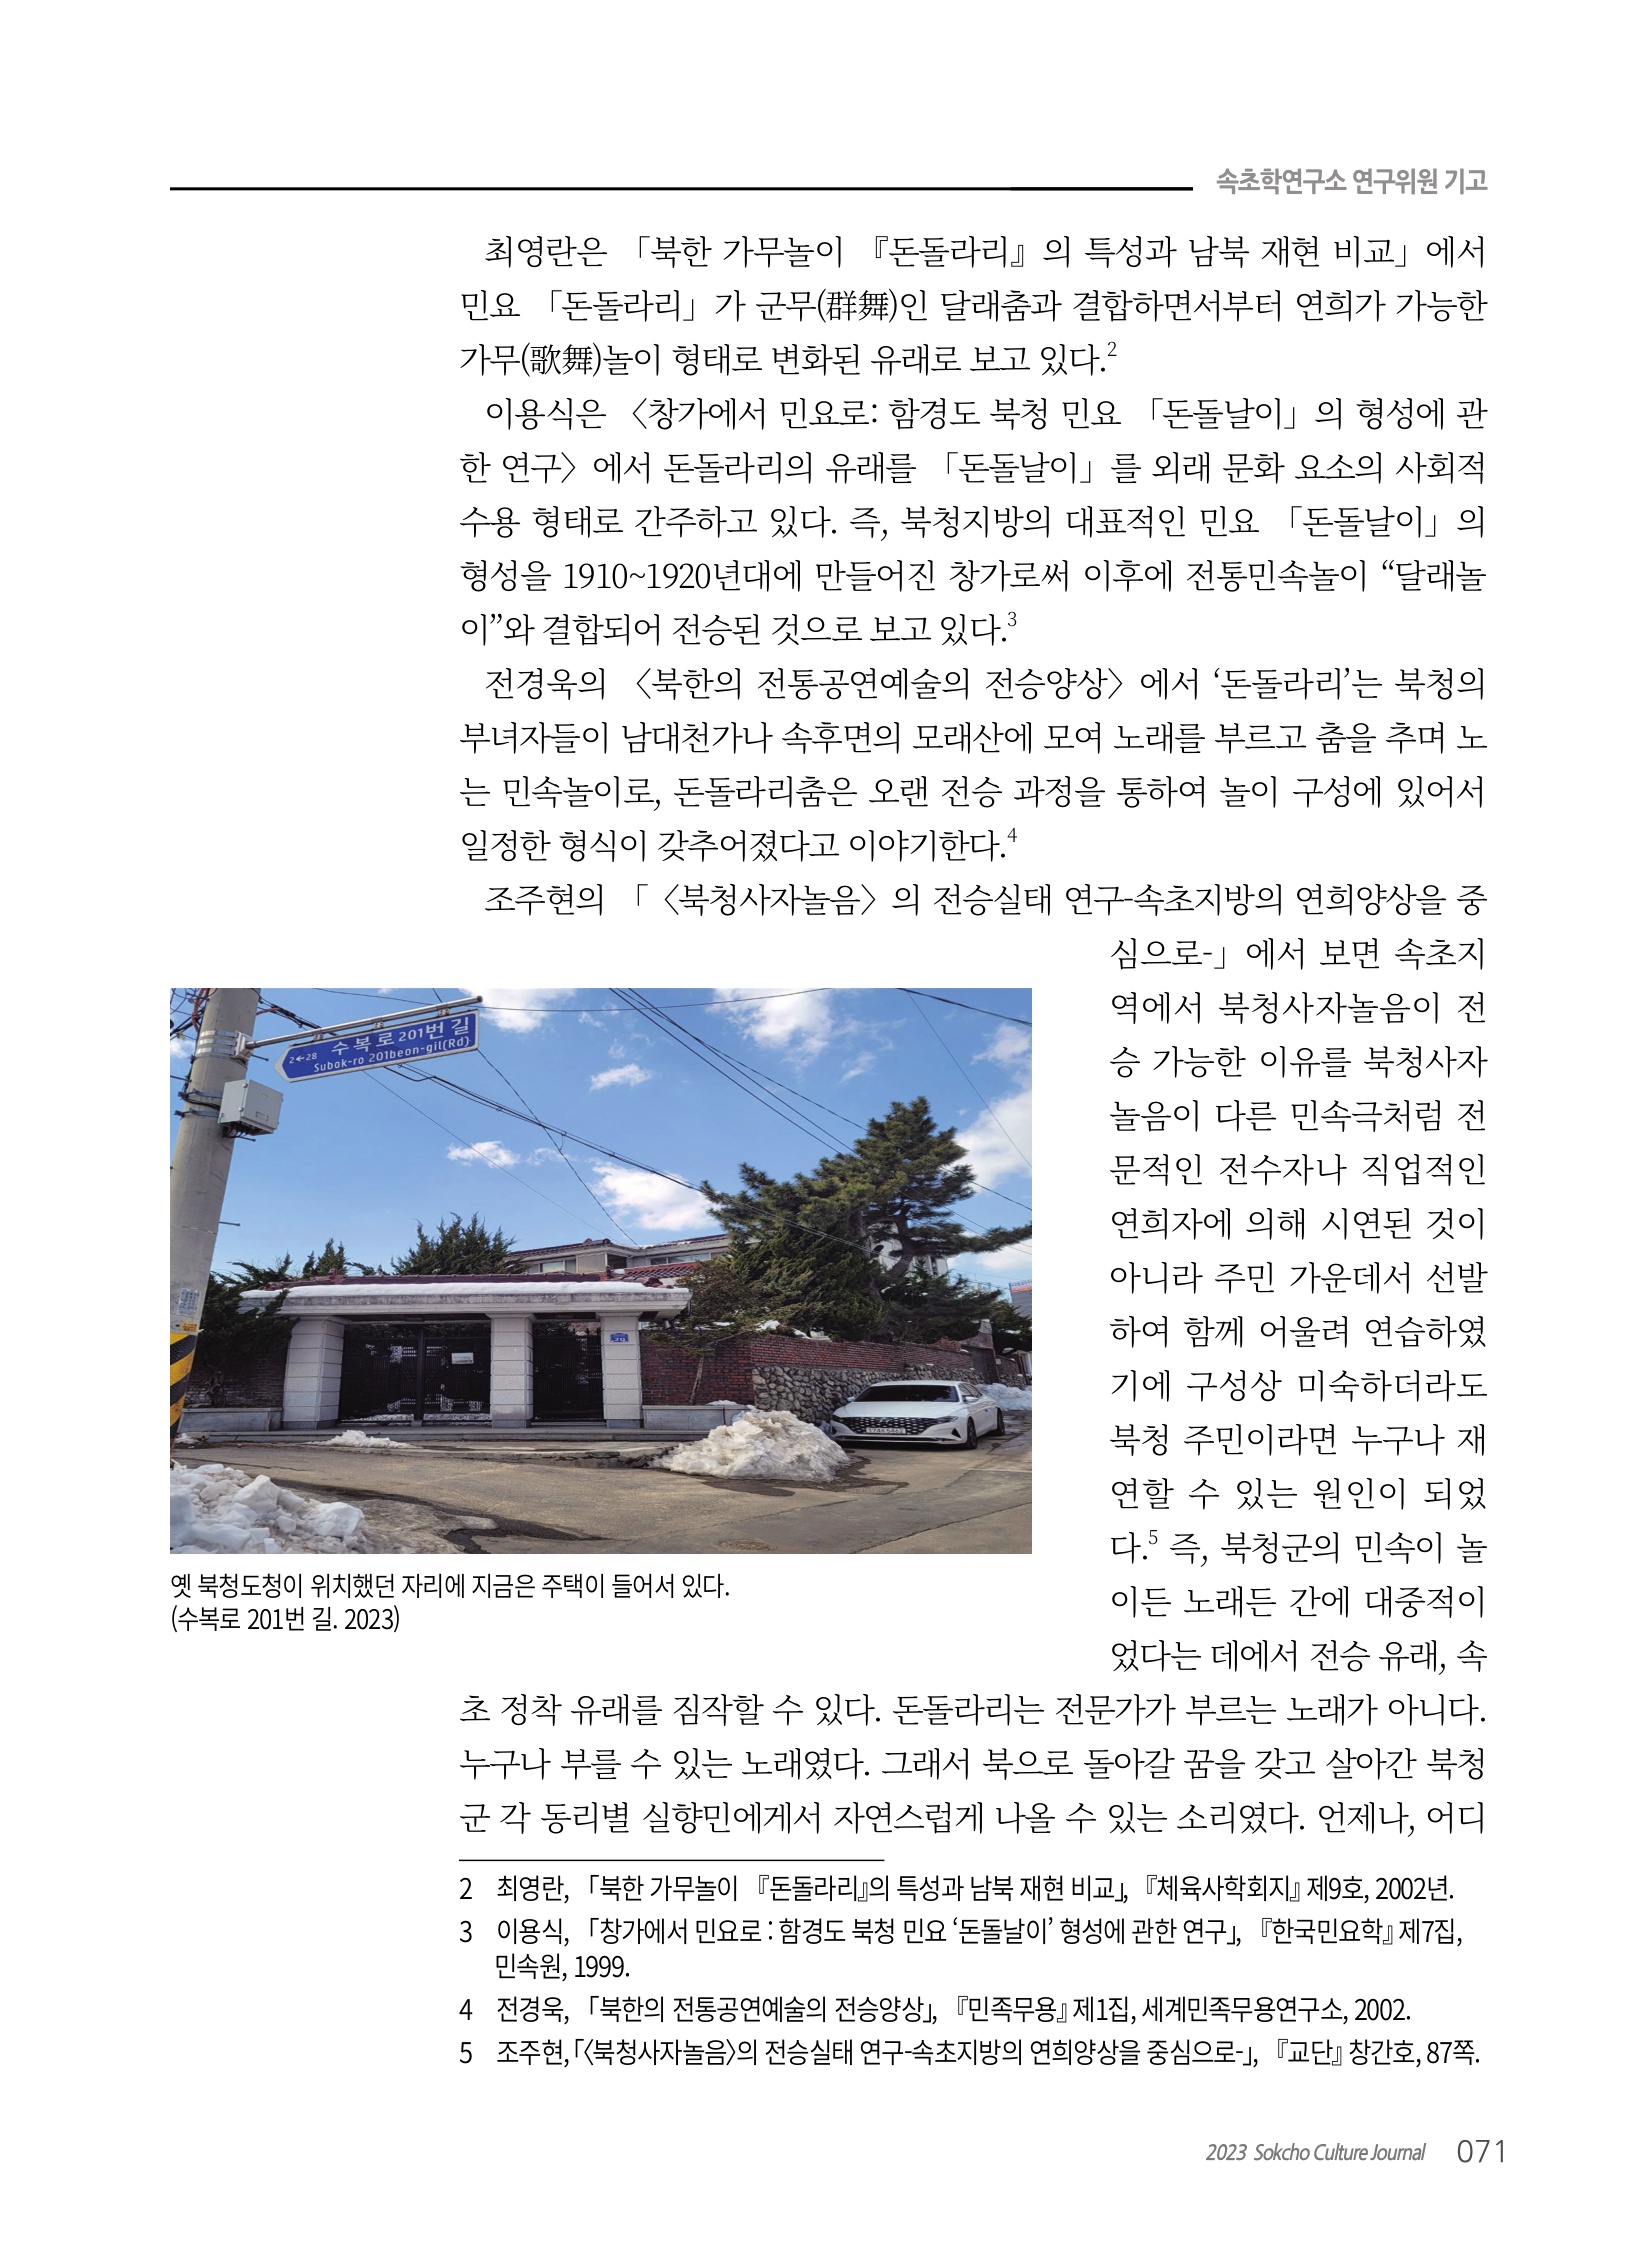 속초학연구소 연구위원 기고
최영란은 「북한 가무놀이 『돈돌라리』의 특성과 남북 재현 비교」에서
민요 「돈돌라리」가 군무(群舞)인 달래춤과 결합하면서부터 연희가 가능한
가무(歌舞)놀이 형태로 변화된 유래로 보고 있다.2
이용식은 〈창가에서 민요로: 함경도 북청 민요 「돈돌날이」의 형성에 관
한 연구〉에서 돈돌라리의 유래를 「돈돌날이」를 외래 문화 요소의 사회적
수용 형태로 간주하고 있다. 즉, 북청지방의 대표적인 민요 「돈돌날이」의
형성을 1910~1920년대에 만들어진 창가로써 이후에 전통민속놀이 “달래놀
이”와 결합되어 전승된 것으로 보고 있다.3
전경욱의 〈북한의 전통공연예술의 전승양상〉에서 ‘돈돌라리’는 북청의
부녀자들이 남대천가나 속후면의 모래산에 모여 노래를 부르고 춤을 추며 노
는 민속놀이로, 돈돌라리춤은 오랜 전승 과정을 통하여 놀이 구성에 있어서
일정한 형식이 갖추어졌다고 이야기한다.4
조주현의 「〈북청사자놀음〉의 전승실태 연구-속초지방의 연희양상을 중
심으로-」에서 보면 속초지
역에서 북청사자놀음이 전
승 가능한 이유를 북청사자
놀음이 다른 민속극처럼 전
문적인 전수자나 직업적인
연희자에 의해 시연된 것이
아니라 주민 가운데서 선발
하여 함께 어울려 연습하였
기에 구성상 미숙하더라도
북청 주민이라면 누구나 재
연할 수 있는 원인이 되었
다.5 즉, 북청군의 민속이 놀
이든 노래든 간에 대중적이
었다는 데에서 전승 유래, 속
초 정착 유래를 짐작할 수 있다. 돈돌라리는 전문가가 부르는 노래가 아니다.
누구나 부를 수 있는 노래였다. 그래서 북으로 돌아갈 꿈을 갖고 살아간 북청
군 각 동리별 실향민에게서 자연스럽게 나올 수 있는 소리였다. 언제나, 어디
수복로201번길
2←28 Subok-ro 201beon-gil(Rd)
옛 북청도청이 위치했던 자리에 지금은 주택이 들어서 있다.
(수복로 201번 길. 2023)
2 최영란, 「북한 가무놀이 『돈돌라리』의 특성과 남북 재현 비교」, 『체육사학회지』 제9호, 2002년.
3 이용식, 「창가에서 민요로 : 함경도 북청 민요 ‘돈돌날이’ 형성에 관한 연구」, 『한국민요학』 제7집,
민속원, 1999.
4 전경욱, 「북한의 전통공연예술의 전승양상」, 『민족무용』 제1집, 세계민족무용연구소, 2002.
5 조주현, 「〈북청사자놀음〉의 전승실태 연구-속초지방의 연희양상을 중심으로-」, 『교단』 창간호, 87쪽.
2023 Sokcho Culture Journal 071